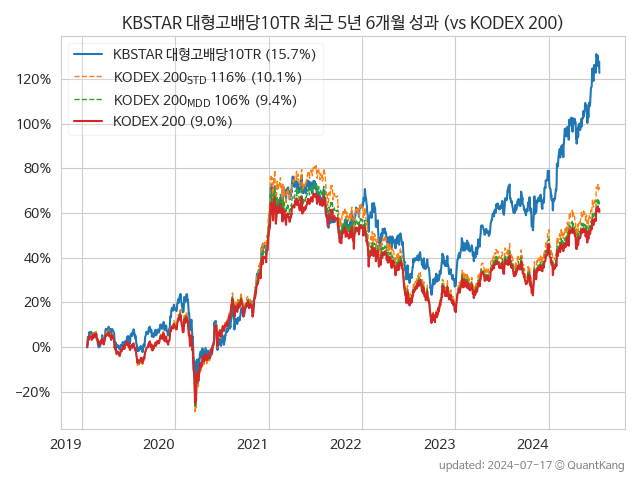 KBSTAR 대형고배당10TR 최근 5년 6개월 성과 (vs KODEX 200)
KBSTAR 대형고배당10TR (15.7%)
KODEX 200STD 116% (10.1%)
KODEX 200MDD 106% (9.4%)
KODEX 200 (9.0%)
120%
100%
80%
60%
40%
20%
0%
−20%
2019 2020 2021 2022 2023 2024
updated: 2024-07-17 © QuantKang